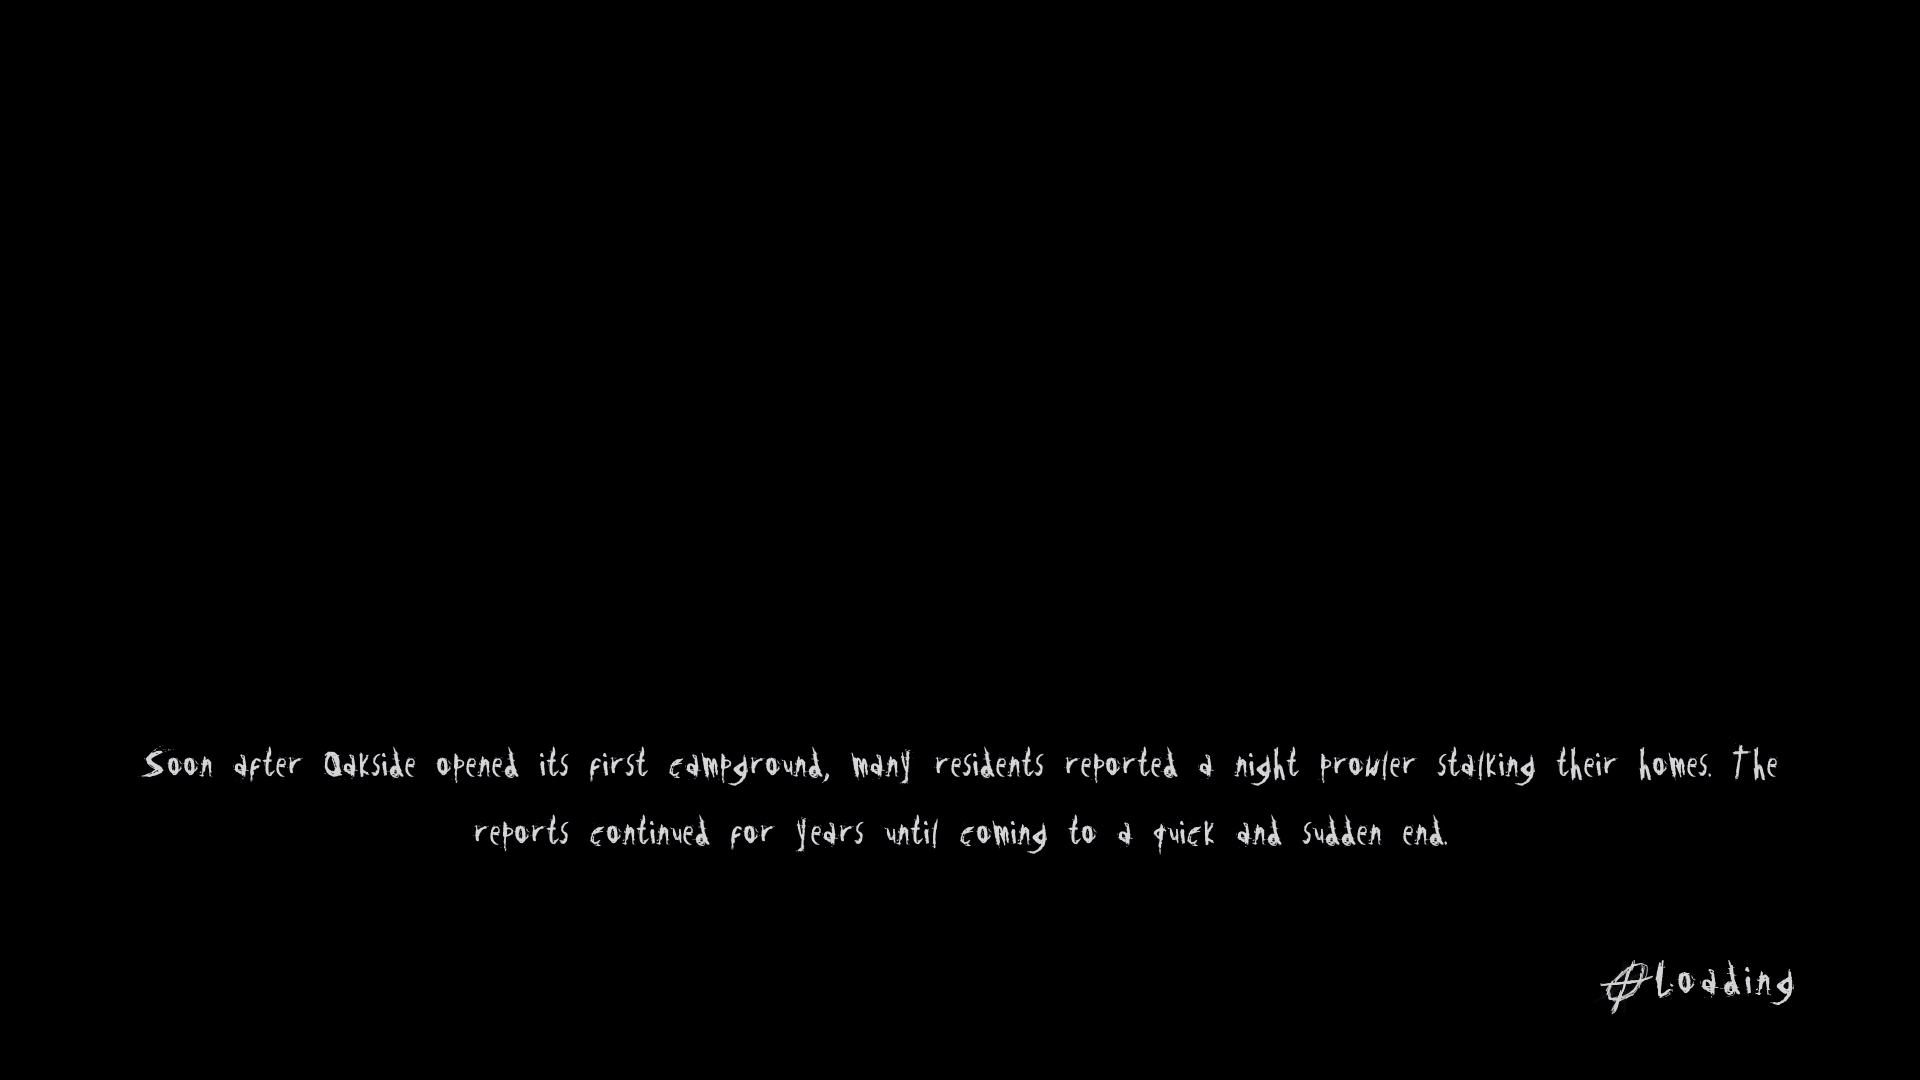 Soon after Oakside opened its first campground, many residents reported a night prowler stalking their homes. The
reports continued for years until coming to a quick and sudden end.
Loading